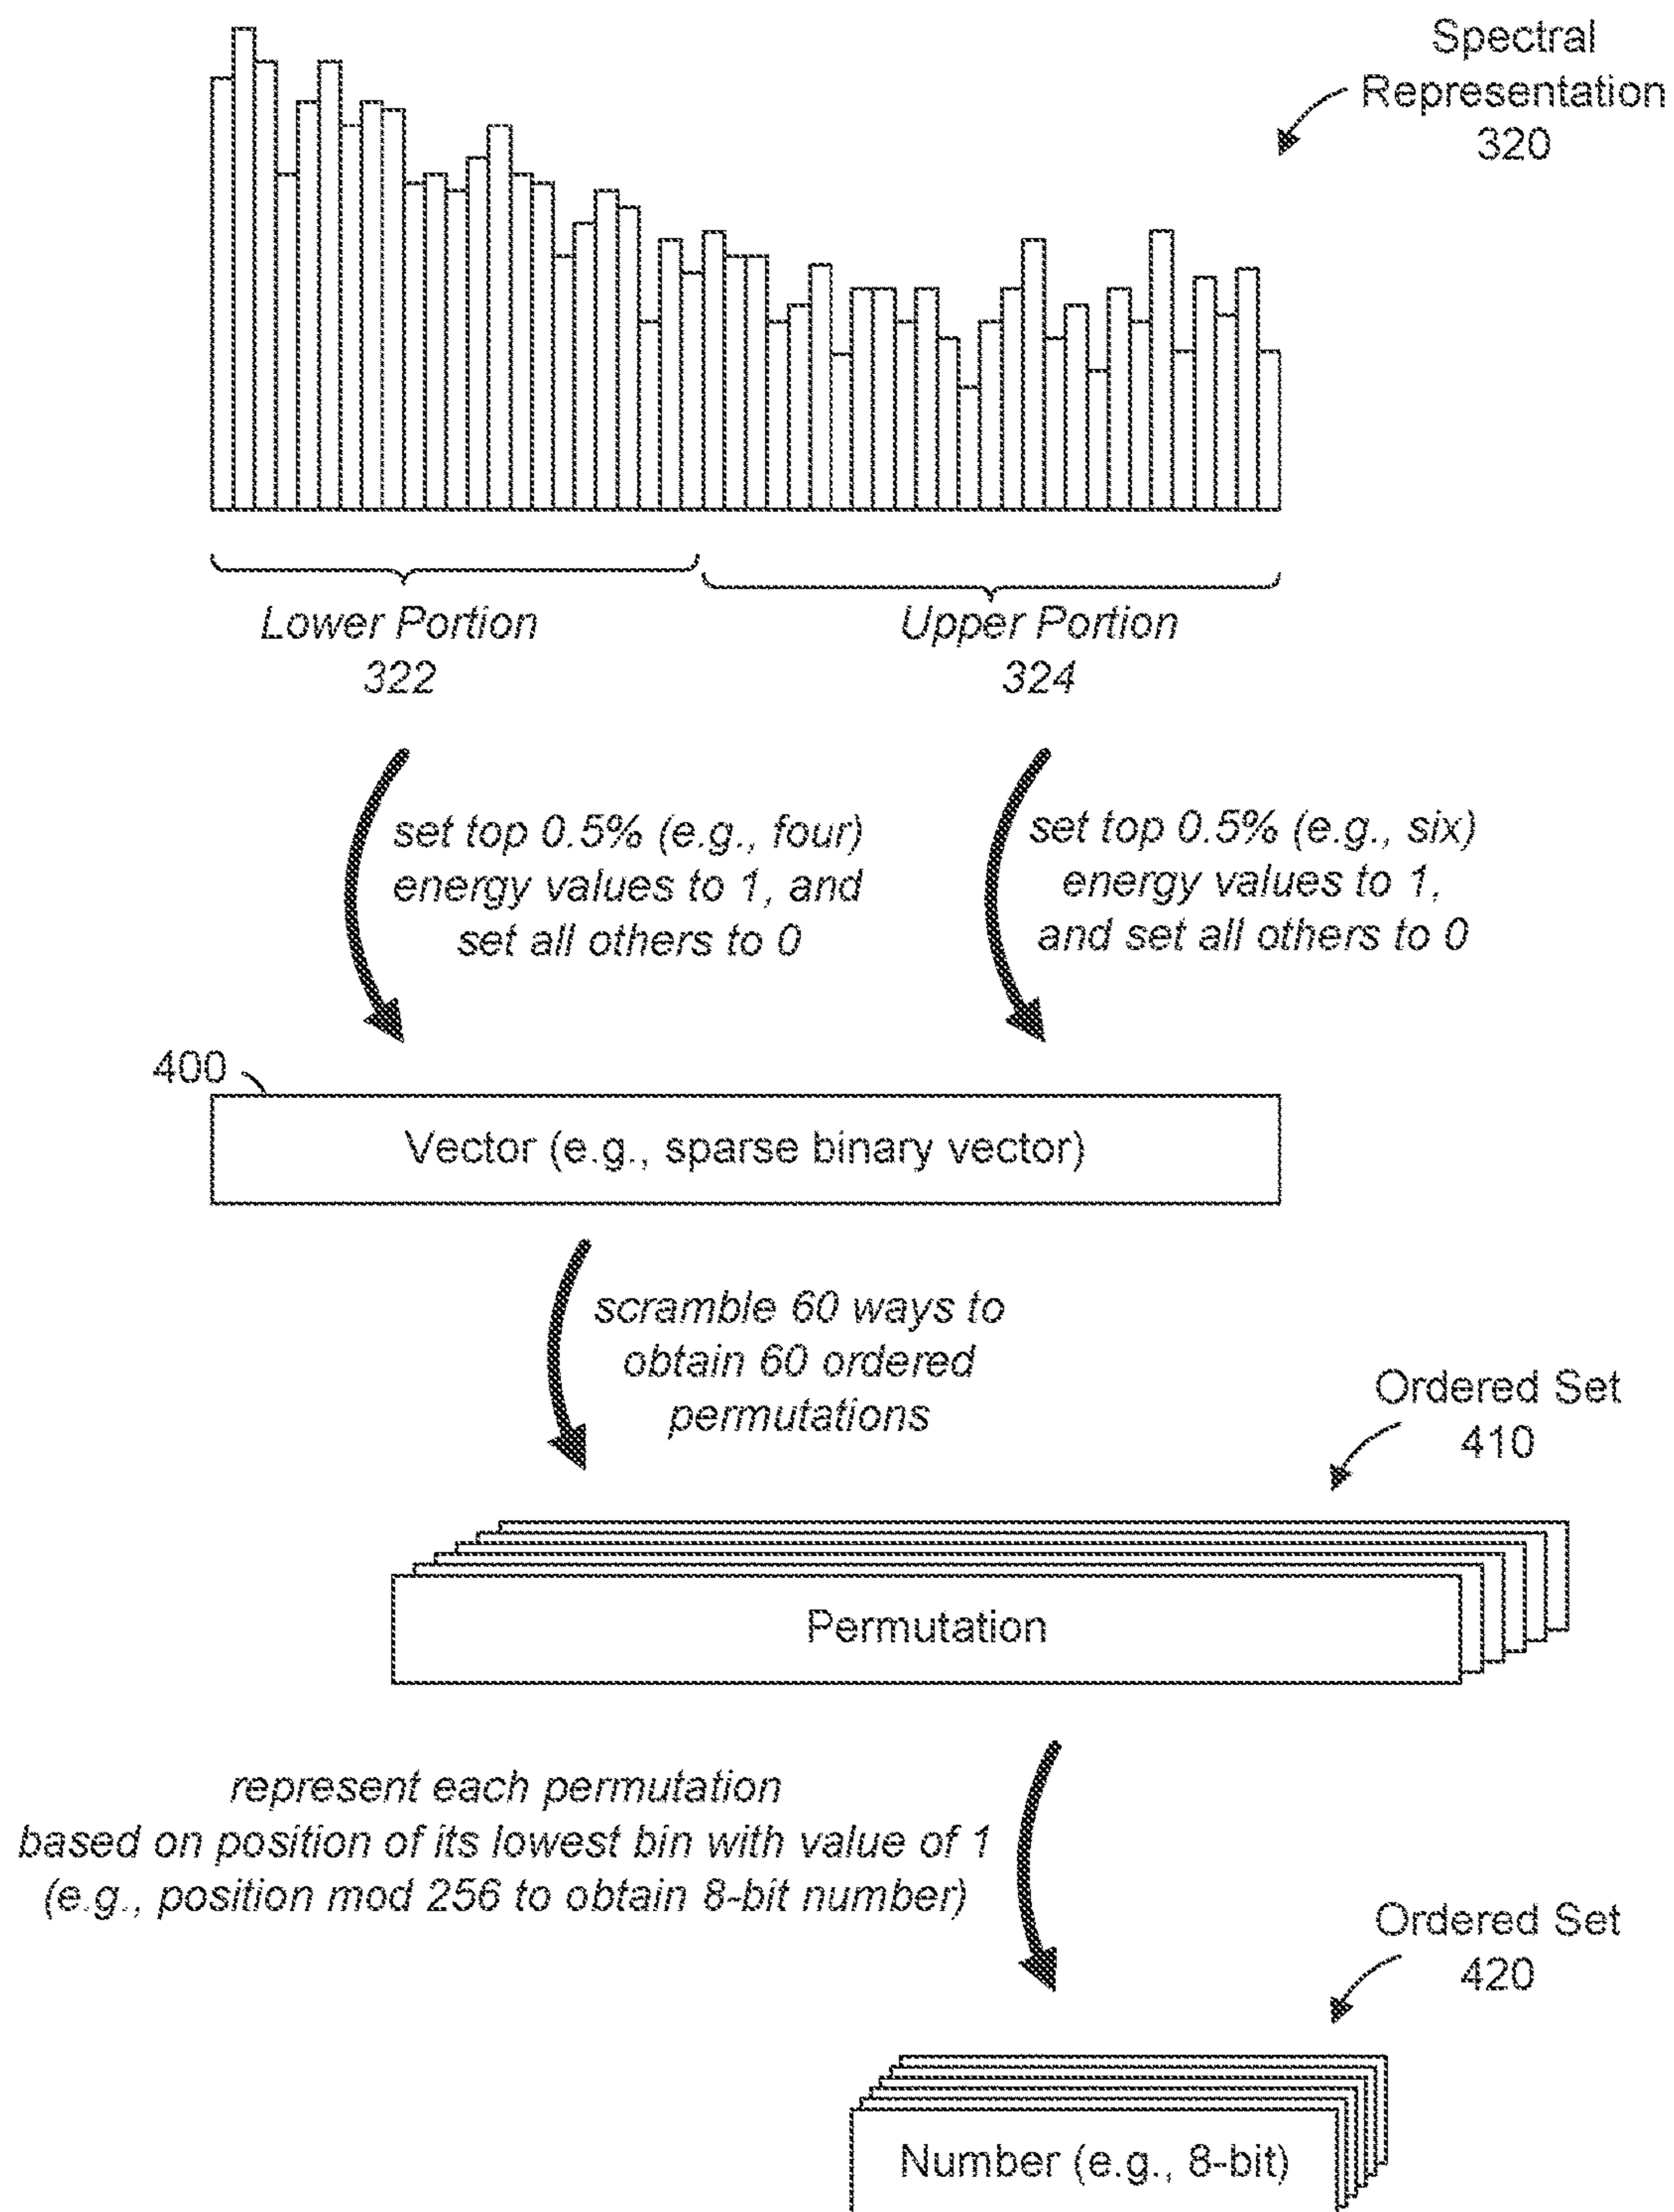 Spectral
Representation
320
Lower Portion
322
Upper Portion
324
set top 0.5% (e.g., four)
energy values to 1, and
set all others to 0
set top 0.5% (e.g., six)
energy values to 1,
and set all others to 0
400
Vector (e.g., sparse binary vector)
scramble 60 ways to
obtain 60 ordered
permutations
Ordered Set
410
Permutation
represent each permutation
based on position of its lowest bin with value of 1
(e.g., position mod 256 to obtain 8-bit number)
Ordered Set
420
Number (e.g., 8-bit)